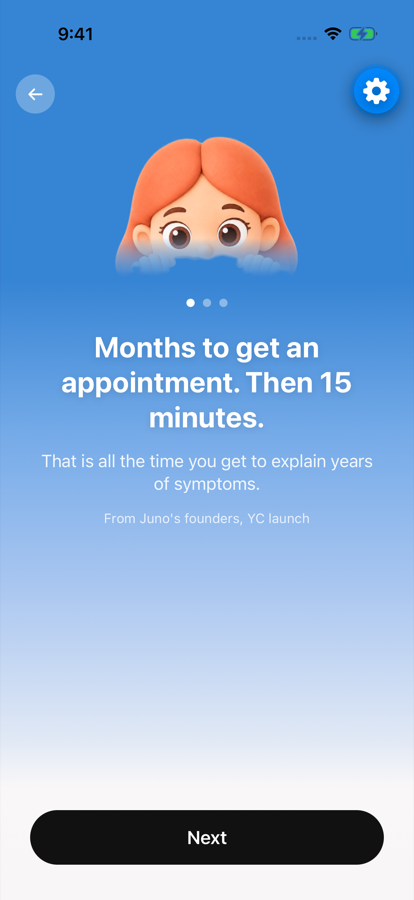 9:41
Months to get an
appointment. Then 15
minutes.
That is all the time you get to explain years
of symptoms.
From Juno's founders, YC launch
Next